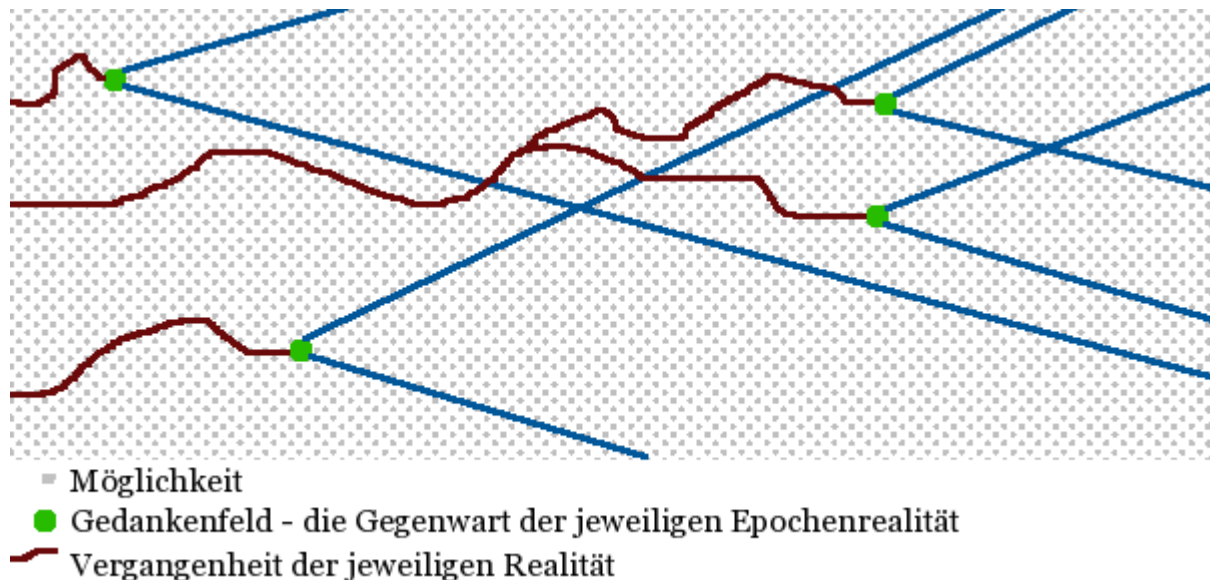 Möglichkeit
Gedankenfeld - die Gegenwart der jeweiligen Epochenrealität
Vergangenheit der jeweiligen Realität